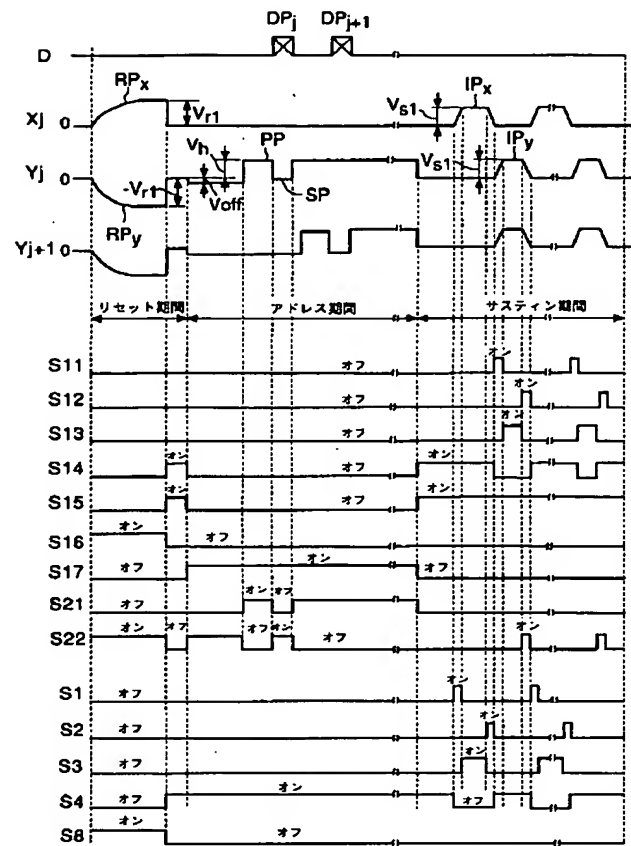 DPj DPj+1
D
RPx Vr1 Vs1 IPx
Xj 0
Vh PP Vs1 IPy
Yj 0
-Vr1 Voff SP
RPy
Yj+1 0
リセット期間 アドレス期間 サスティン期間
オン
S11 オフ
オン
S12 オフ
オン
S13 オフ
オン オン
S14 オフ
オン オン
S15 オフ
オン
S16 オフ
オン
S17 オフ オフ
オン オフ
S21 オフ
オン オフ オフ オン オン
S22 オフ
オン
S1 オフ
オン
S2 オフ
オン
S3 オフ
オン
S4 オフ オフ
オン
S8 オフ